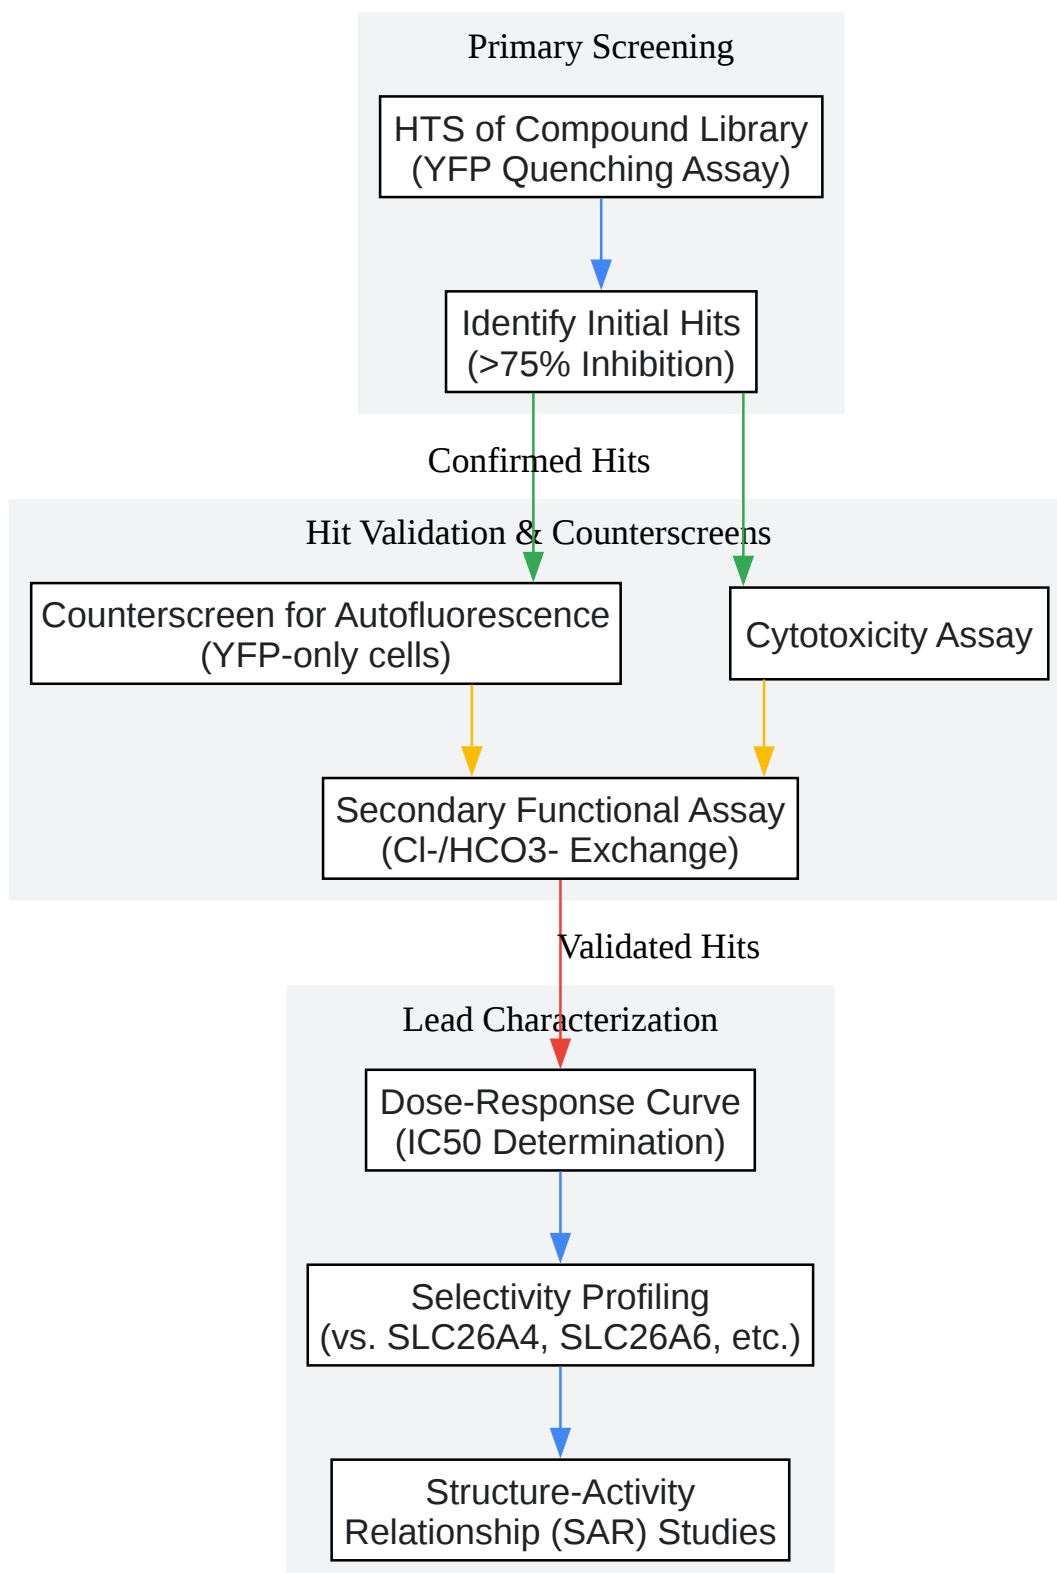 Primary Screening
HTS of Compound Library
(YFP Quenching Assay)
Identify Initial Hits
(>75% Inhibition)
Confirmed Hits
Hit Validation & Counterscreens
Counterscreen for Autofluorescence
(YFP-only cells)
Cytotoxicity Assay
Secondary Functional Assay
(Cl-/HCO3- Exchange)
Validated Hits
Lead Characterization
Dose-Response Curve
(IC50 Determination)
Selectivity Profiling
(vs. SLC26A4, SLC26A6, etc.)
Structure-Activity
Relationship (SAR) Studies